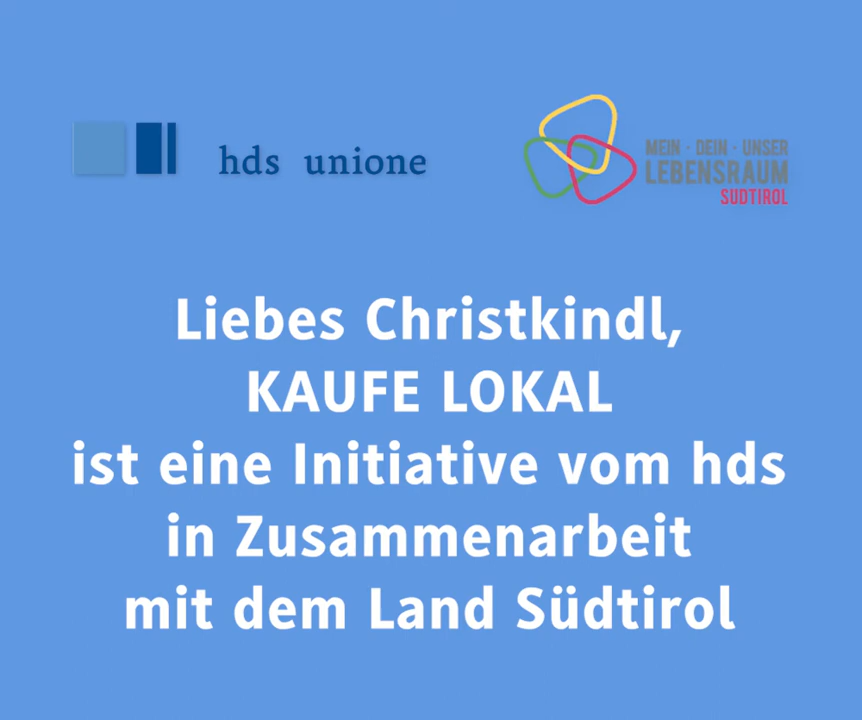 hds unione
MEIN · DEIN · UNSER
LEBENSRAUM
SÜDTIROL
Liebes Christkindl,
KAUFE LOKAL
ist eine Initiative vom hds
in Zusammenarbeit
mit dem Land Südtirol